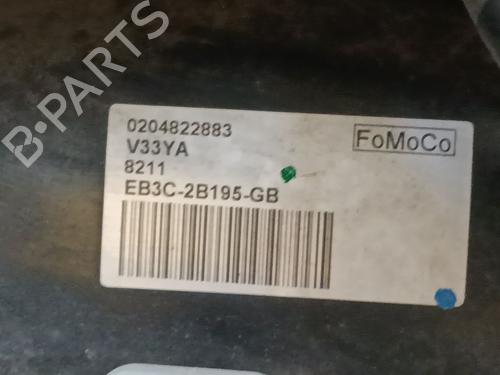 B-PARTS
0204822883
FoMoCo
V33YA
8211
EB3C-2B195-GB